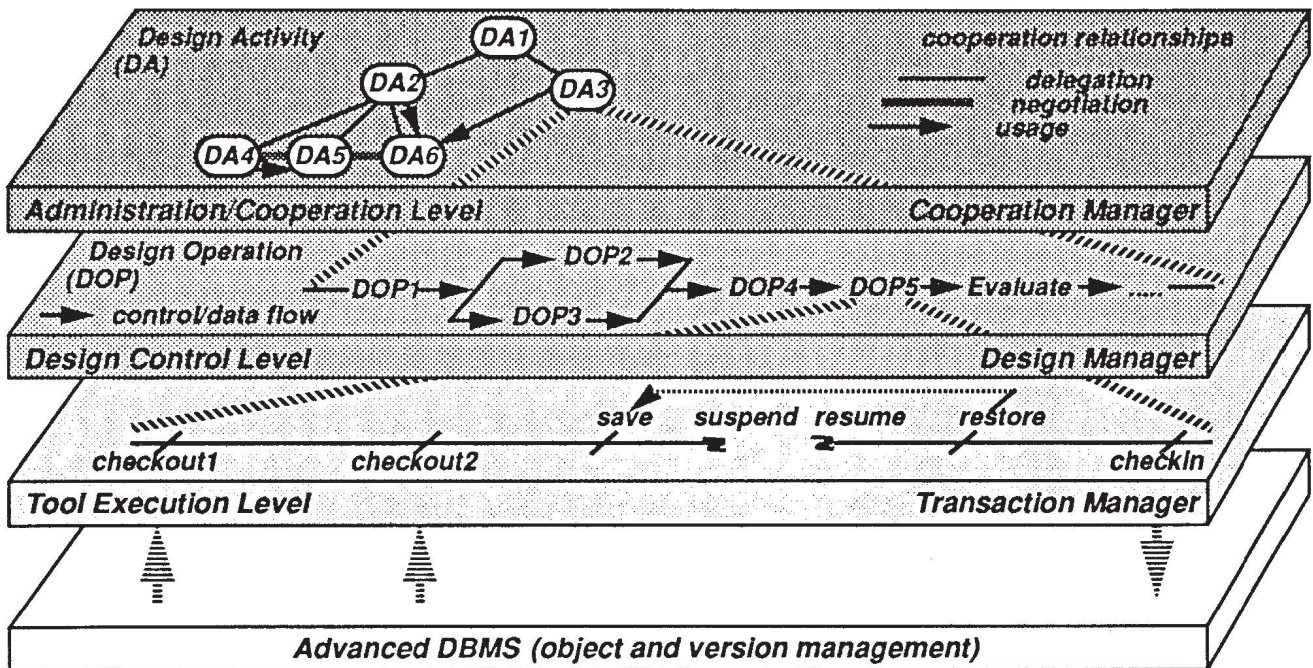 Design Activity
(DA)
DA1
DA2
DA3
DA4
DA5
DA6
cooperation relationships
delegation
negotiation
usage
Administration/Cooperation Level
Cooperation Manager
Design Operation
(DOP)
control/data flow
DOP1
DOP2
DOP3
DOP4
DOP5
Evaluate
.....
Design Control Level
Design Manager
save
suspend
resume
restore
checkout1
checkout2
checkin
Tool Execution Level
Transaction Manager
Advanced DBMS (object and version management)